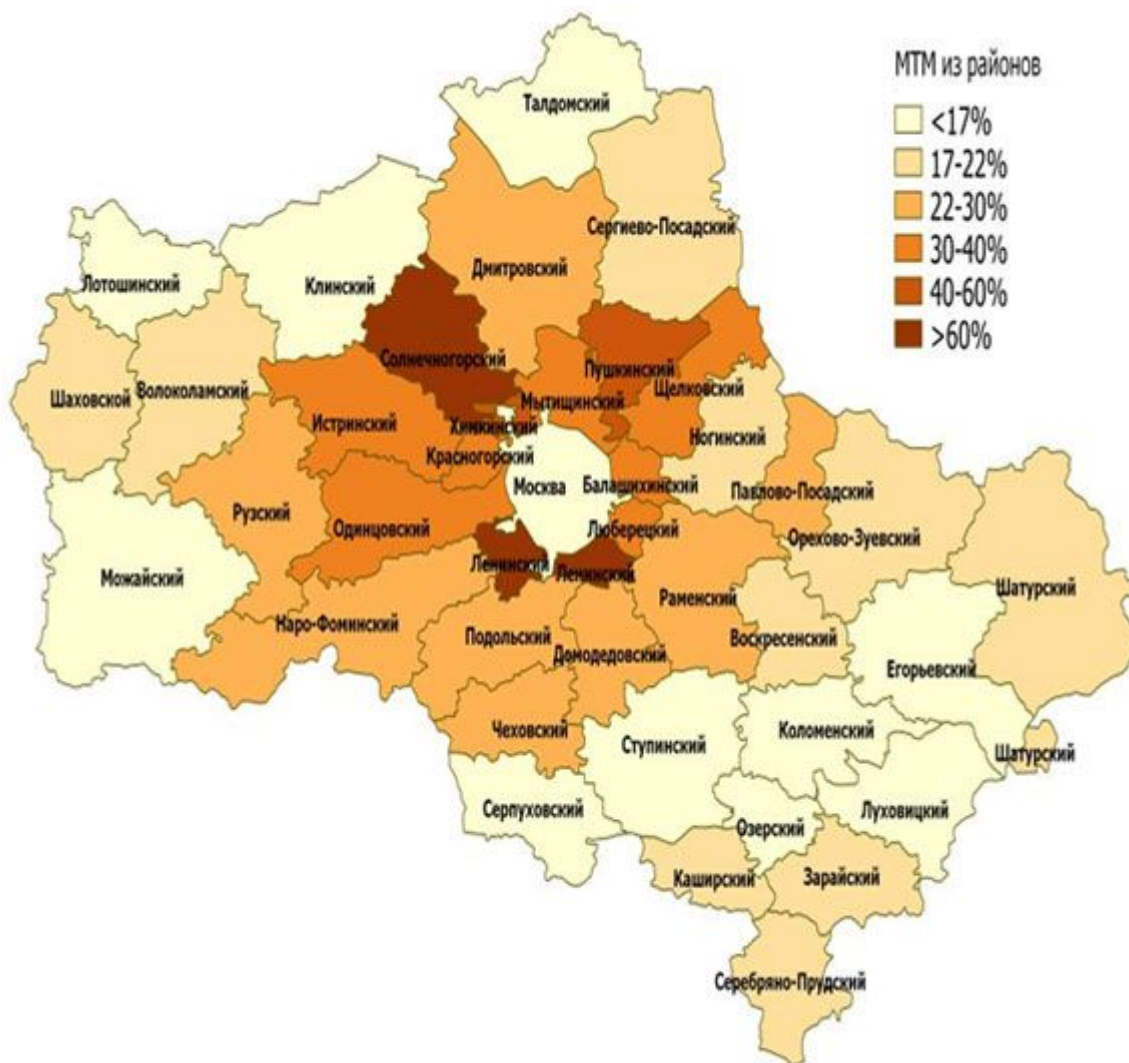 МТМ из районов
<17%
17-22%
22-30%
30-40%
40-60%
>60%
Талдомский
Сергиево-Посадский
Дмитровский
Клинский
Лотошинский
Солнечногорский
Пушкинский
Шаховской
Волоколамский
Щелковский
Мытищинский
Истринский
Химкинский
Ногинский
Красногорский
Москва
Балашихинский
Павлово-Посадский
Рузский
Одинцовский
Люберецкий
Орехово-Зуевский
Можайский
Ленинский
Ленинский
Шатурский
Раменский
Наро-Фоминский
Подольский
Воскресенский
Домодедовский
Егорьевский
Чеховский
Ступинский
Коломенский
Шатурский
Серпуховский
Озерский
Луховицкий
Каширский
Зарайский
Серебряно-Прудский